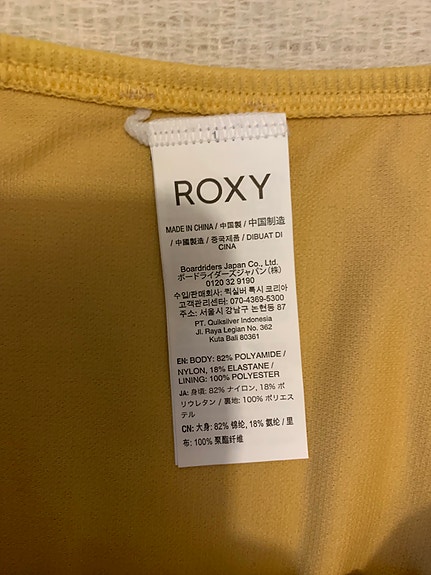 ROXY
MADE IN CHINA / 中国製 / 中国制造
/ 中國製造 / 중국제품 / DIBUAT DI
CINA
Boardriders Japan Co., Ltd.
ボードライダーズジャパン(株)
0120 32 9190
수입/판매회사: 퀵실버 록시 코리아
고객관리센터: 070-4369-5300
주소: 서울시 강남구 논현동 87
PT. Quiksilver Indonesia
Jl. Raya Legian No. 362
Kuta Bali 80361
EN: BODY: 82% POLYAMIDE /
NYLON, 18% ELASTANE /
LINING: 100% POLYESTER
JA: 身頃: 82% ナイロン, 18% ポ
リウレタン / 裏地: 100% ポリエス
テル
CN: 大身: 82% 锦纶, 18% 氨纶 / 里
布: 100% 聚酯纤维